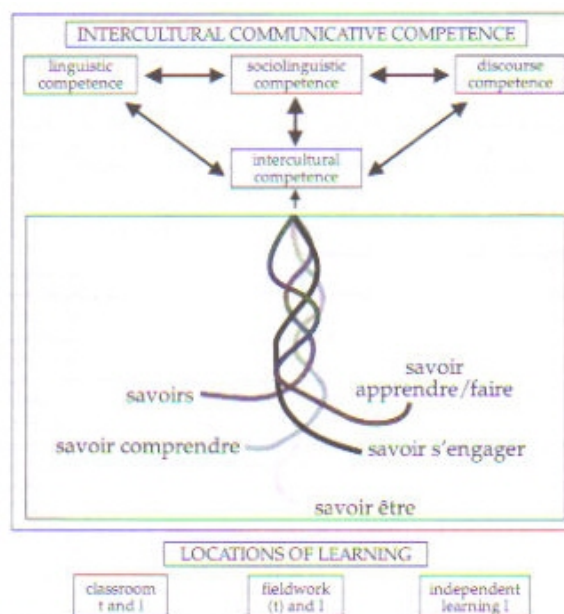 INTERCULTURAL COMMUNICATIVE COMPETENCE
linguistic
competence
sociolinguistic
competence
discourse
competence
intercultural
competence
savoirs
savoir
apprendre/faire
savoir comprendre
savoir s'engager
savoir être
LOCATIONS OF LEARNING
classroom
t and l
fieldwork
(t) and l
independent
learning l